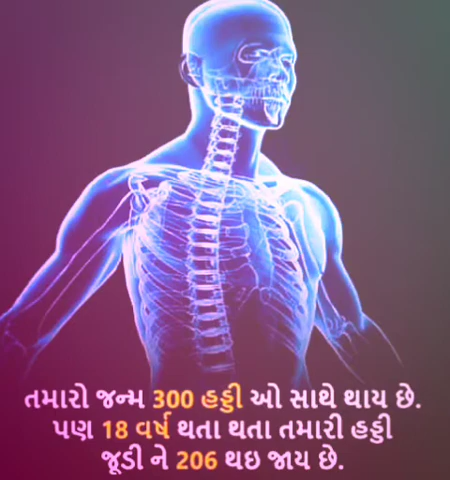 તમારો જન્મ 300 હડ્ડી ઓ સાથે થાય છે.
પણ 18 વર્ષ થતા થતા તમારી હડ્ડી
જૂડી ને 206 થઇ જાય છે.